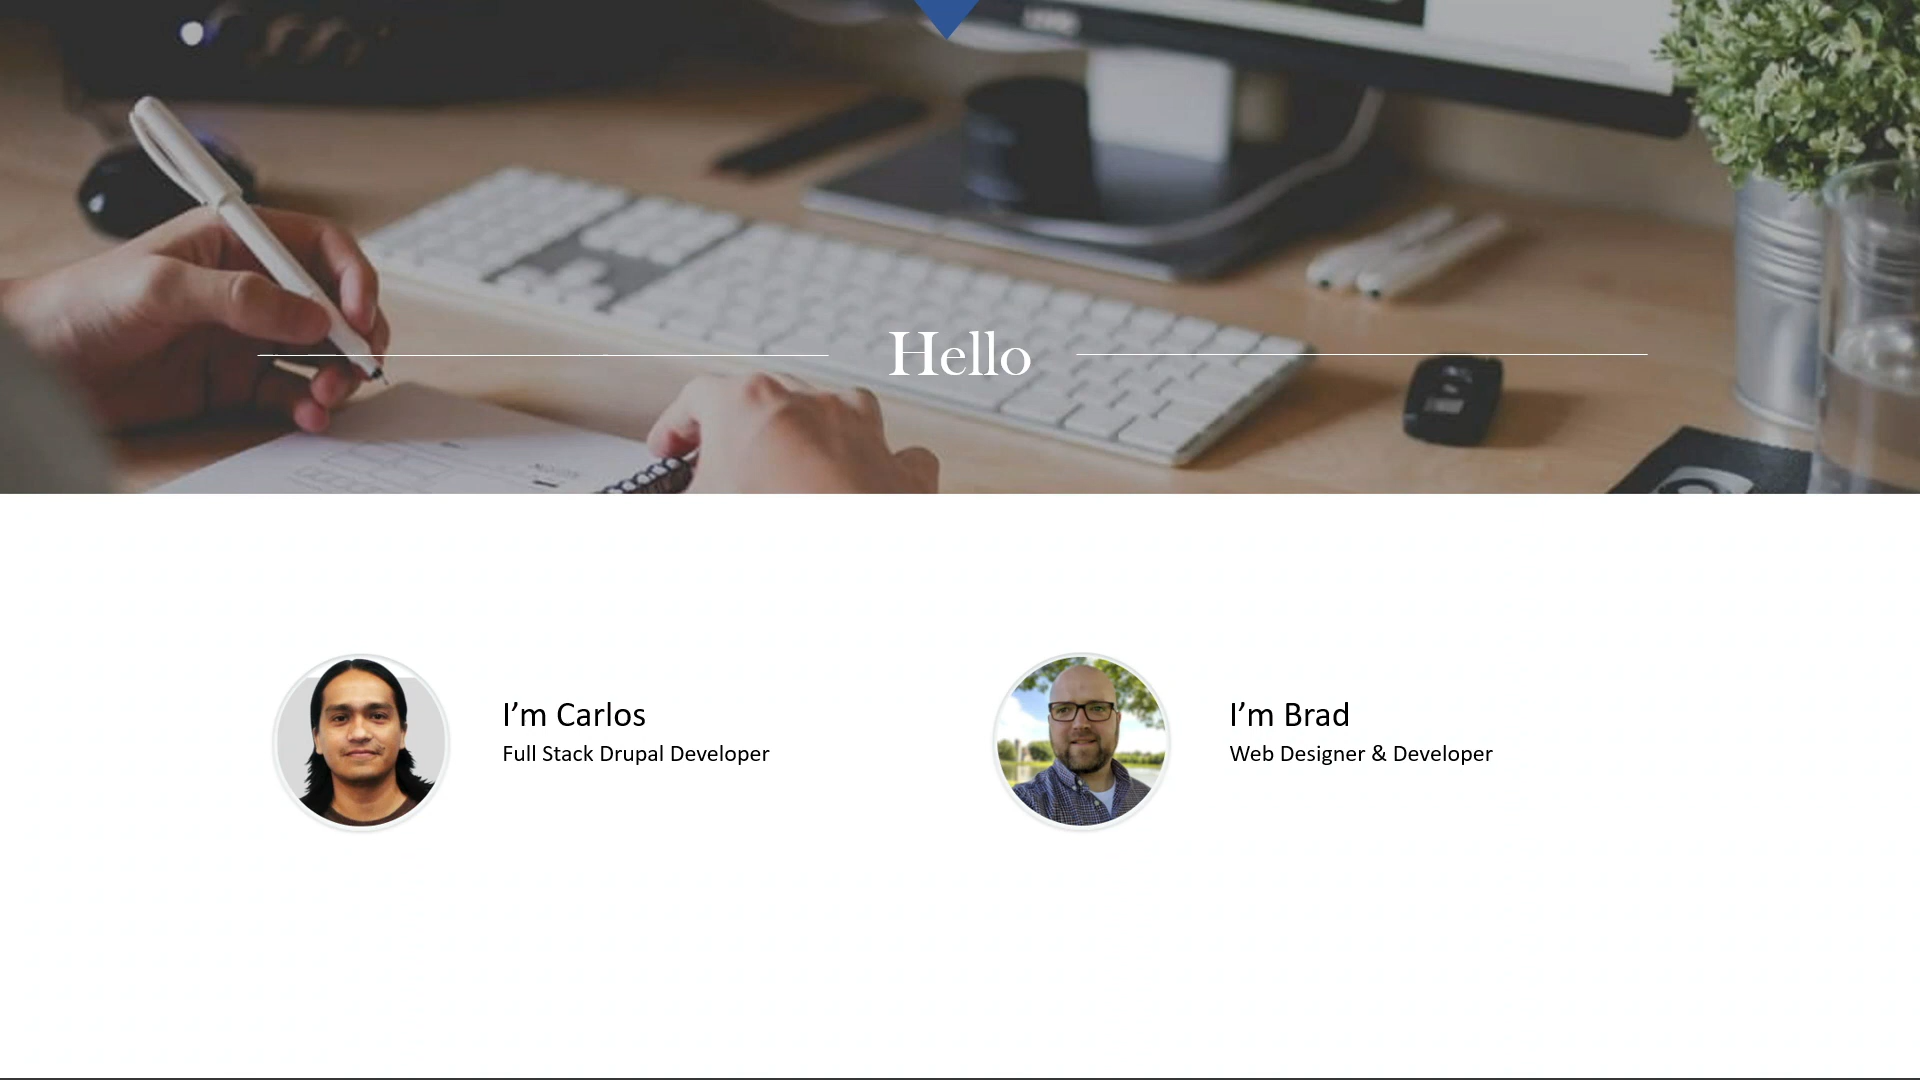 Hello
I’m Carlos
Full Stack Drupal Developer
I’m Brad
Web Designer & Developer